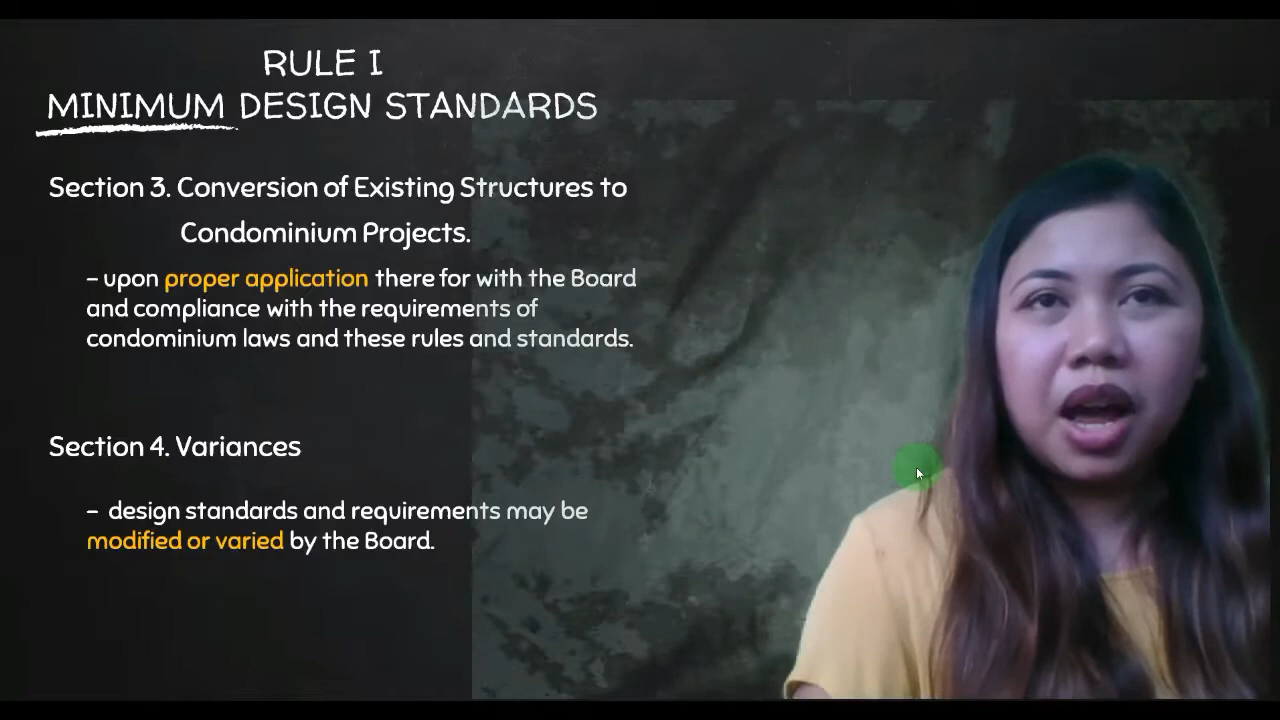 RULE I
MINIMUM DESIGN STANDARDS
Section 3. Conversion of Existing Structures to
Condominium Projects.
– upon proper application there for with the Board
and compliance with the requirements of
condominium laws and these rules and standards.
Section 4. Variances
– design standards and requirements may be
modified or varied by the Board.